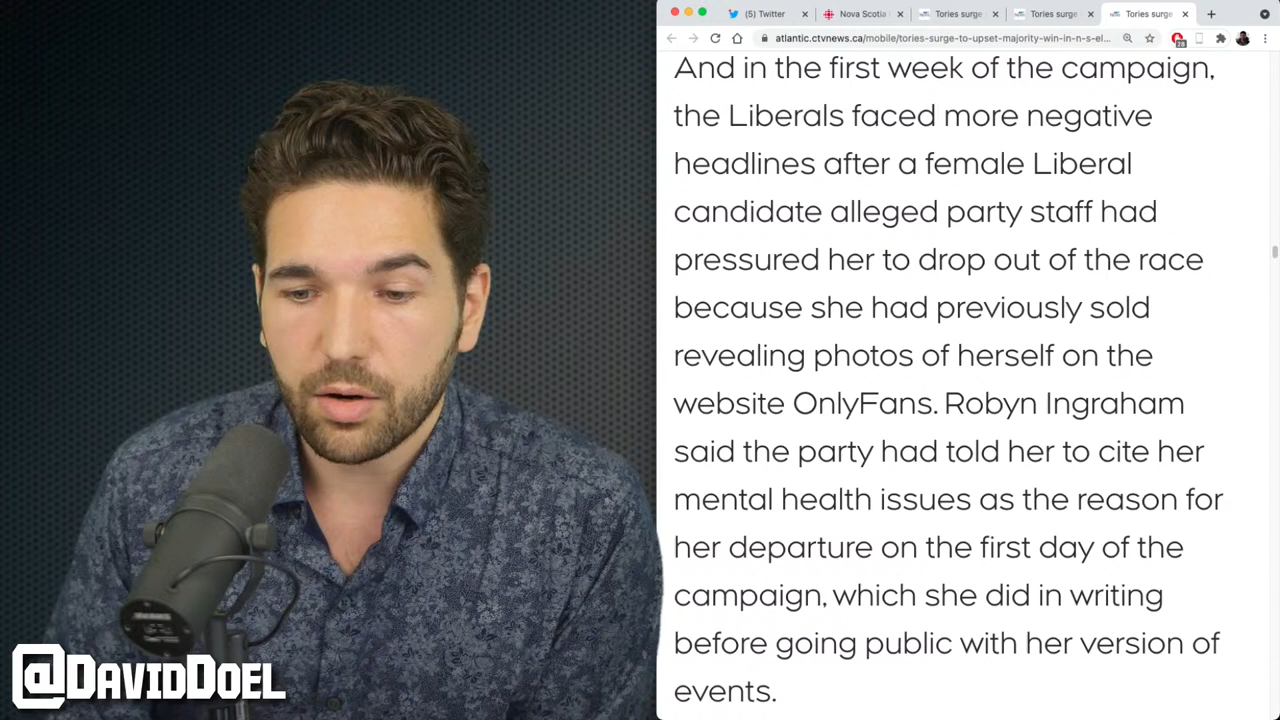 (5) Twitter
Nova Scotia
Tories surge
Tories surge
Tories surge
atlantic.ctvnews.ca/mobile/tories-surge-to-upset-majority-win-in-n-s-el...
28
And in the first week of the campaign,
the Liberals faced more negative
headlines after a female Liberal
candidate alleged party staff had
pressured her to drop out of the race
because she had previously sold
revealing photos of herself on the
website OnlyFans. Robyn Ingraham
said the party had told her to cite her
mental health issues as the reason for
her departure on the first day of the
campaign, which she did in writing
before going public with her version of
events.
@DavidDoel